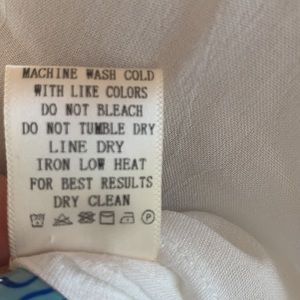 MACHINE WASH COLD
WITH LIKE COLORS
DO NOT BLEACH
DO NOT TUMBLE DRY
LINE DRY
IRON LOW HEAT
FOR BEST RESULTS
DRY CLEAN
P